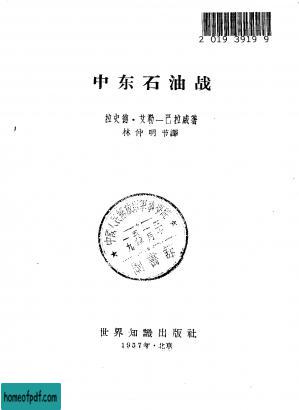 2 019 3919 9
中东石油战
拉史德·艾勒—巴拉威著
林仲明节譯
世界知識出版社
1957年·北京
homeofpdf.com